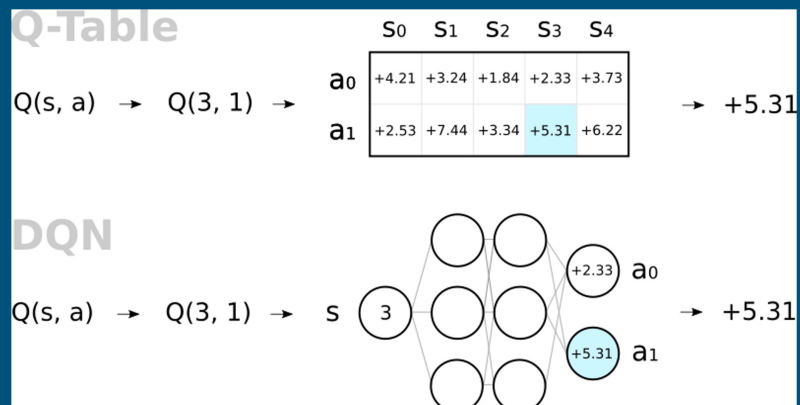 Q-Table
s0 s1 s2 s3 s4
a0 +4.21 +3.24 +1.84 +2.33 +3.73
Q(s, a) → Q(3, 1) → → +5.31
a1 +2.53 +7.44 +3.34 +5.31 +6.22
DQN
+2.33 a0
Q(s, a) → Q(3, 1) → s 3 → +5.31
+5.31 a1